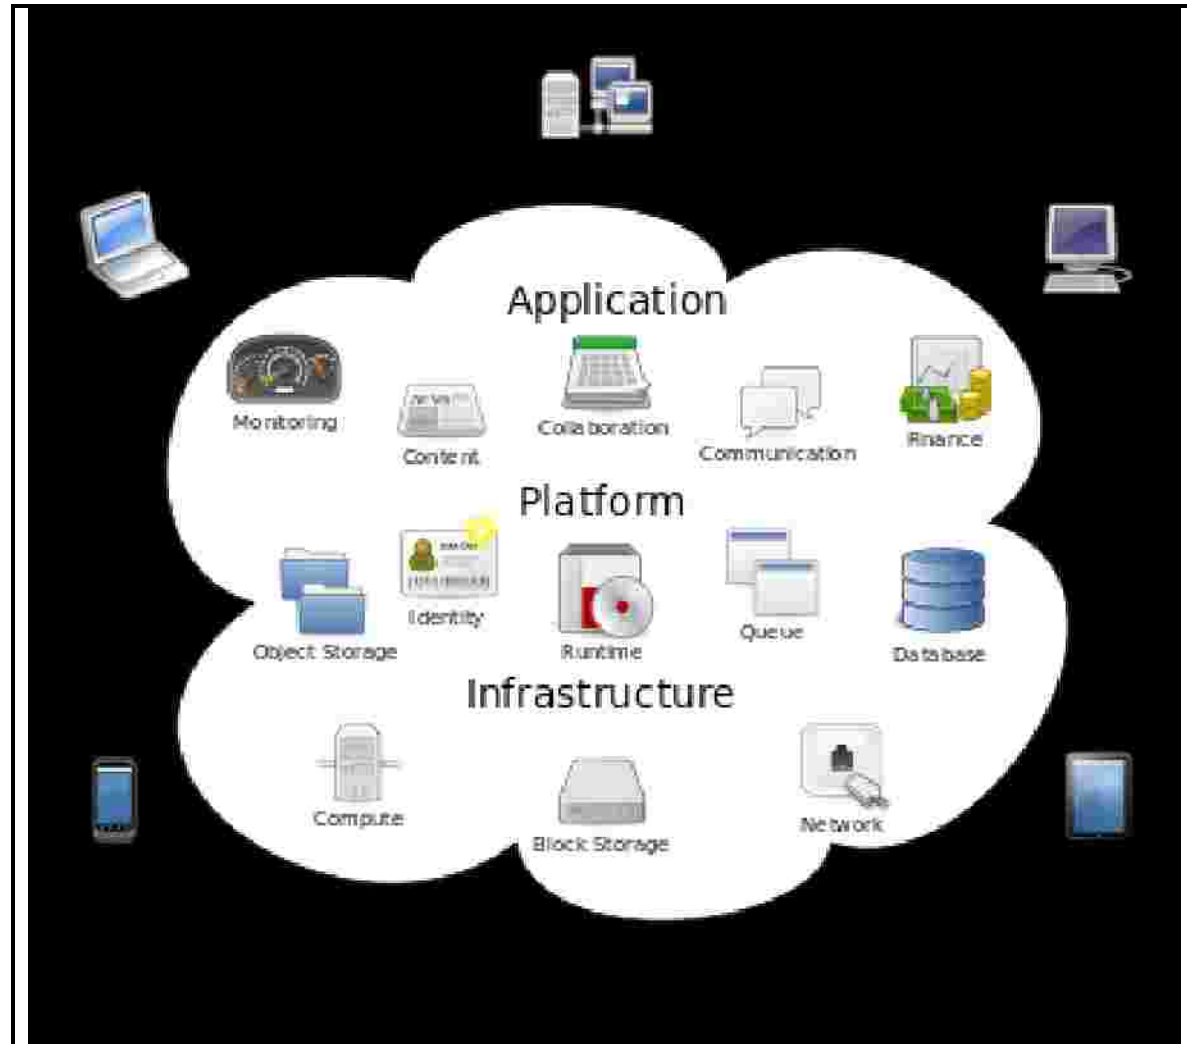 Application
Monitoring
Content
Collaboration
Communication
Finance
Platform
Object Storage
Identity
Runtime
Queue
Database
Infrastructure
Compute
Block Storage
Network